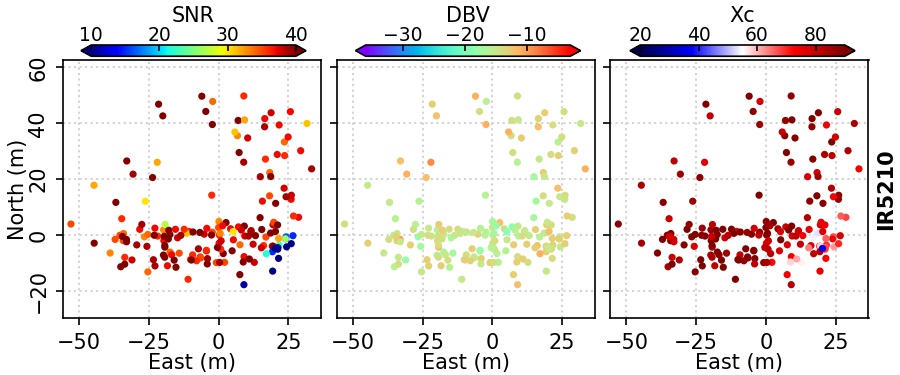 SNR DBV Xc
10 20 30 40 −30 −20 −10 20 40 60 80
60
40
20
0
−20
North (m)
IR5210
−50 −25 0 25 −50 −25 0 25 −50 −25 0 25
East (m) East (m) East (m)